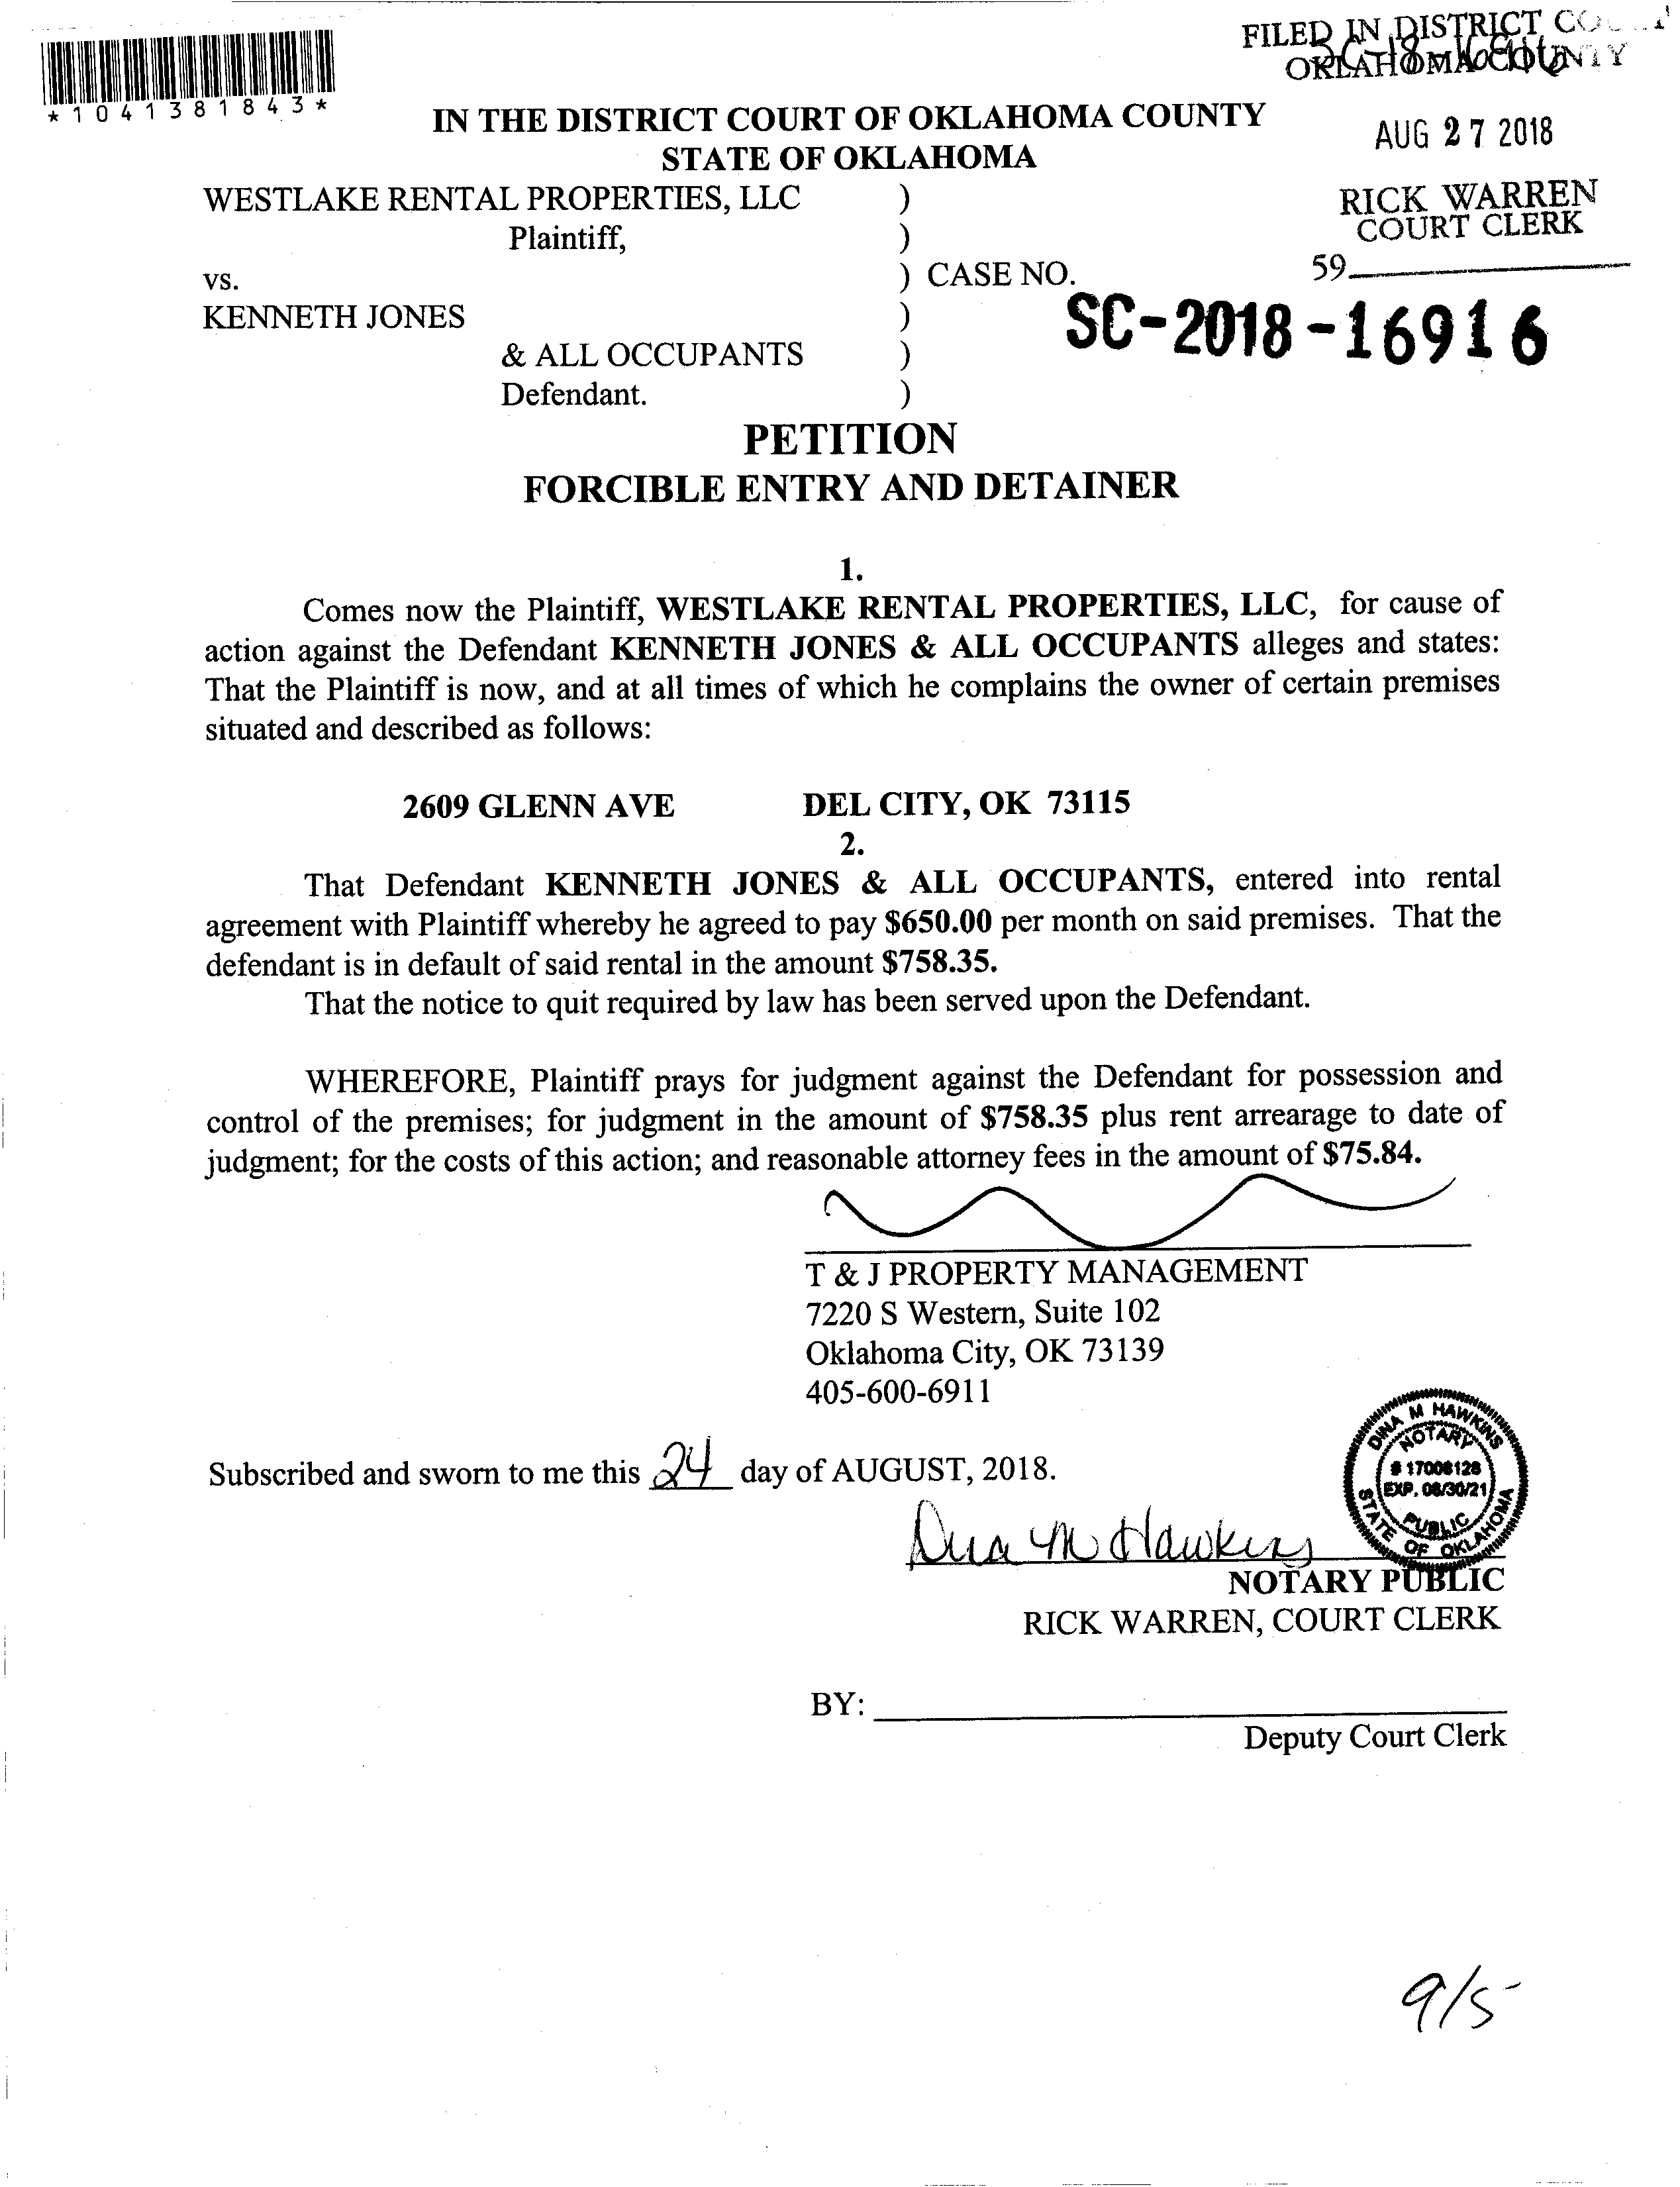 FILED IN DISTRICT
OKLAHOMA COUNTY
*1041381843*
IN THE DISTRICT COURT OF OKLAHOMA COUNTY
STATE OF OKLAHOMA
AUG 27 2018
WESTLAKE RENTAL PROPERTIES, LLC )
Plaintiff, )
RICK WARREN
COURT CLERK
vs. ) CASE NO.
59
KENNETH JONES )
SC-2018-16916
& ALL OCCUPANTS )
Defendant. )
PETITION
FORCIBLE ENTRY AND DETAINER
1.
Comes now the Plaintiff, WESTLAKE RENTAL PROPERTIES, LLC, for cause of
action against the Defendant KENNETH JONES & ALL OCCUPANTS alleges and states:
That the Plaintiff is now, and at all times of which he complains the owner of certain premises
situated and described as follows:
2609 GLENN AVE DEL CITY, OK 73115
2.
That Defendant KENNETH JONES & ALL OCCUPANTS, entered into rental
agreement with Plaintiff whereby he agreed to pay $650.00 per month on said premises. That the
defendant is in default of said rental in the amount $758.35.
That the notice to quit required by law has been served upon the Defendant.
WHEREFORE, Plaintiff prays for judgment against the Defendant for possession and
control of the premises; for judgment in the amount of $758.35 plus rent arrearage to date of
judgment; for the costs of this action; and reasonable attorney fees in the amount of $75.84.
T & J PROPERTY MANAGEMENT
7220 S Western, Suite 102
Oklahoma City, OK 73139
405-600-6911
Subscribed and sworn to me this 24 day of AUGUST, 2018.
DINA M HAWKINS
NOTARY
# 17008128
EXP. 08/30/21
PUBLIC
STATE OF OKLAHOMA
Dina M Hawkins
NOTARY PUBLIC
RICK WARREN, COURT CLERK
BY:
Deputy Court Clerk
9/5